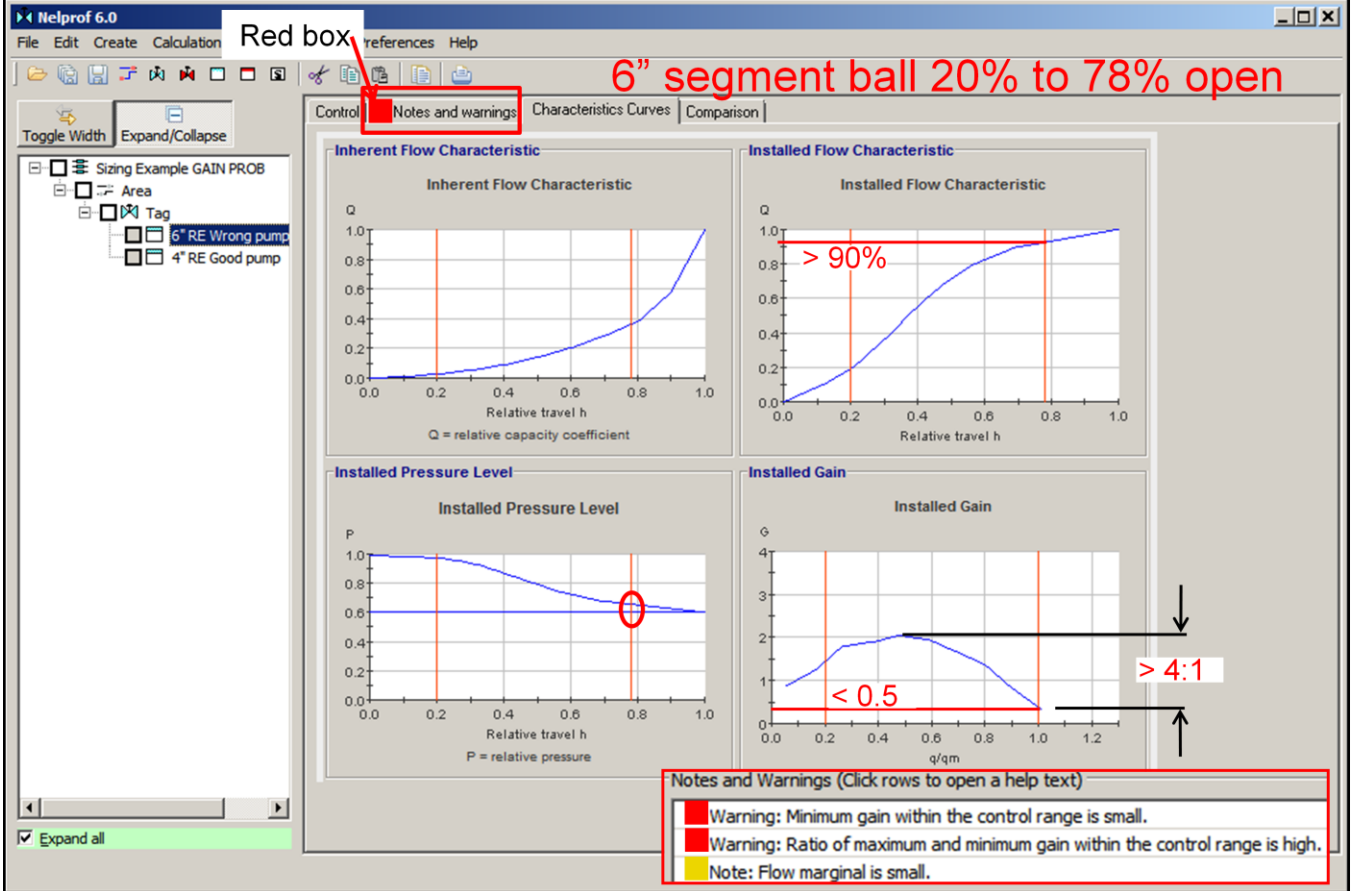 Nelprof 6.0
File Edit Create Calculation references Help
Red box
6” segment ball 20% to 78% open
Toggle Width Expand/Collapse
Control Notes and warnings Characteristics Curves Comparison
Sizing Example GAIN PROB
Area
Tag
6" RE Wrong pump
4" RE Good pump
Expand all
Inherent Flow Characteristic
Inherent Flow Characteristic
Q
1.0
0.8
0.6
0.4
0.2
0.0
0.0 0.2 0.4 0.6 0.8 1.0
Relative travel h
Q = relative capacity coefficient
Installed Flow Characteristic
Installed Flow Characteristic
Q
1.0
> 90%
0.8
0.6
0.4
0.2
0.0
0.0 0.2 0.4 0.6 0.8 1.0
Relative travel h
Installed Pressure Level
Installed Pressure Level
P
1.0
0.8
0.6
0.4
0.2
0.0
0.0 0.2 0.4 0.6 0.8 1.0
Relative travel h
P = relative pressure
Installed Gain
Installed Gain
G
4
3
2
> 4:1
1
< 0.5
0
0.0 0.2 0.4 0.6 0.8 1.0 1.2
q/qm
Notes and Warnings (Click rows to open a help text)
Warning: Minimum gain within the control range is small.
Warning: Ratio of maximum and minimum gain within the control range is high.
Note: Flow marginal is small.